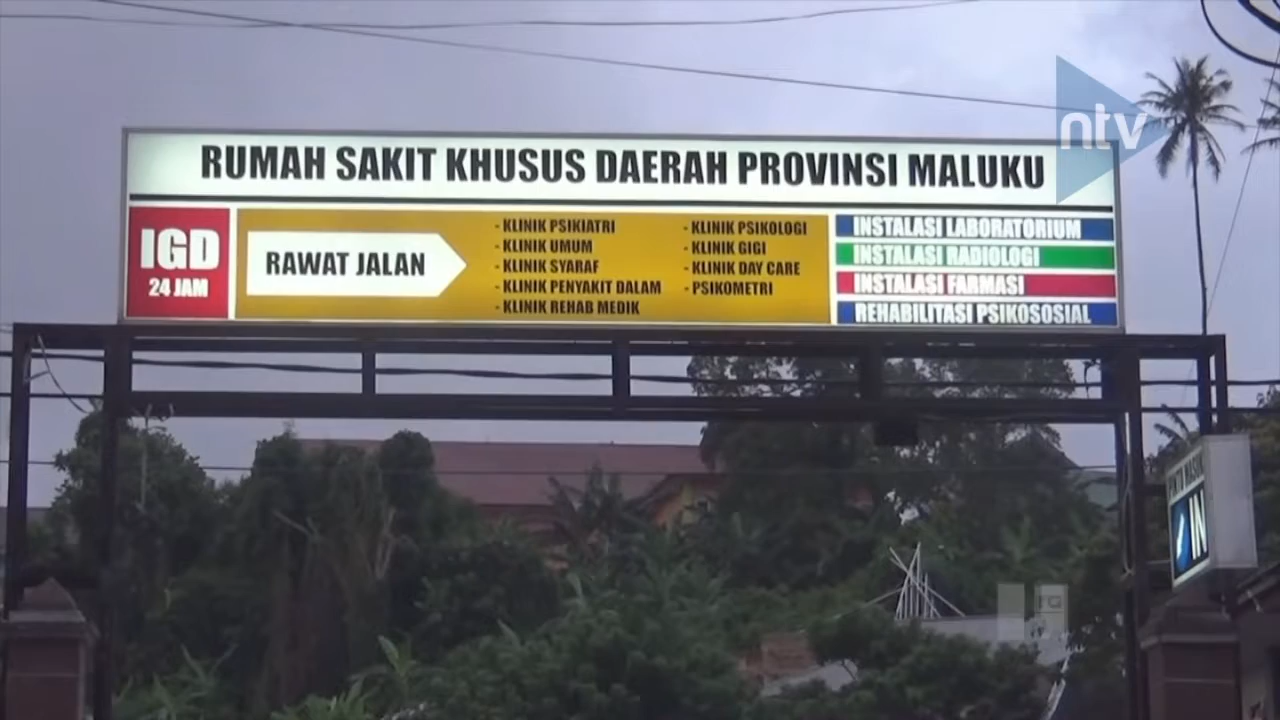 ntv
RUMAH SAKIT KHUSUS DAERAH PROVINSI MALUKU
IGD
24 JAM
RAWAT JALAN
- KLINIK PSIKIATRI
- KLINIK UMUM
- KLINIK SYARAF
- KLINIK PENYAKIT DALAM
- KLINIK REHAB MEDIK
- KLINIK PSIKOLOGI
- KLINIK GIGI
- KLINIK DAY CARE
- PSIKOMETRI
INSTALASI LABORATORIUM
INSTALASI RADIOLOGI
INSTALASI FARMASI
REHABILITASI PSIKOSOSIAL
PINTU MASUK
IN